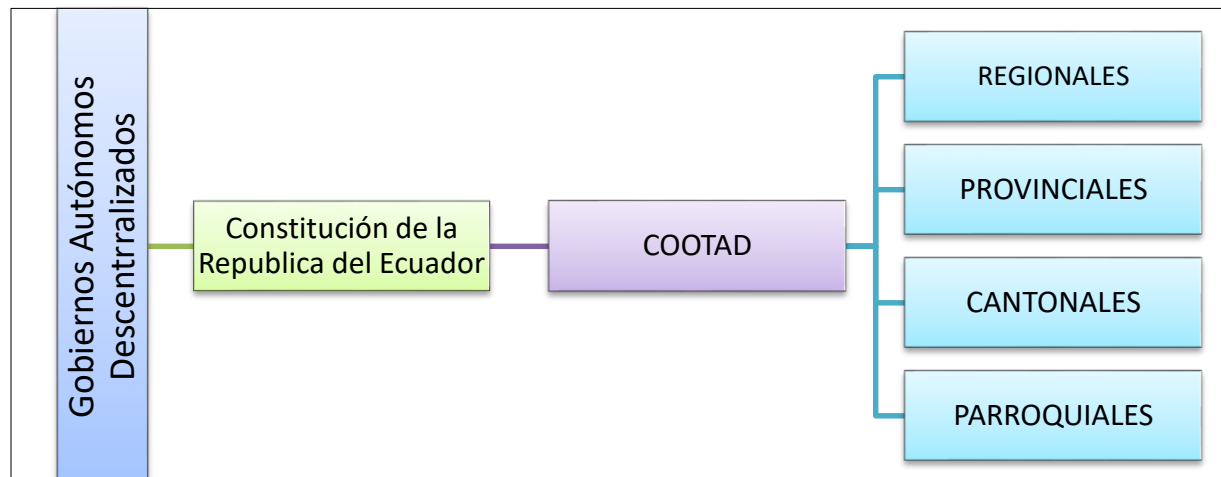 Gobiernos Autónomos
Descentrralizados
Constitución de la
Republica del Ecuador
COOTAD
REGIONALES
PROVINCIALES
CANTONALES
PARROQUIALES